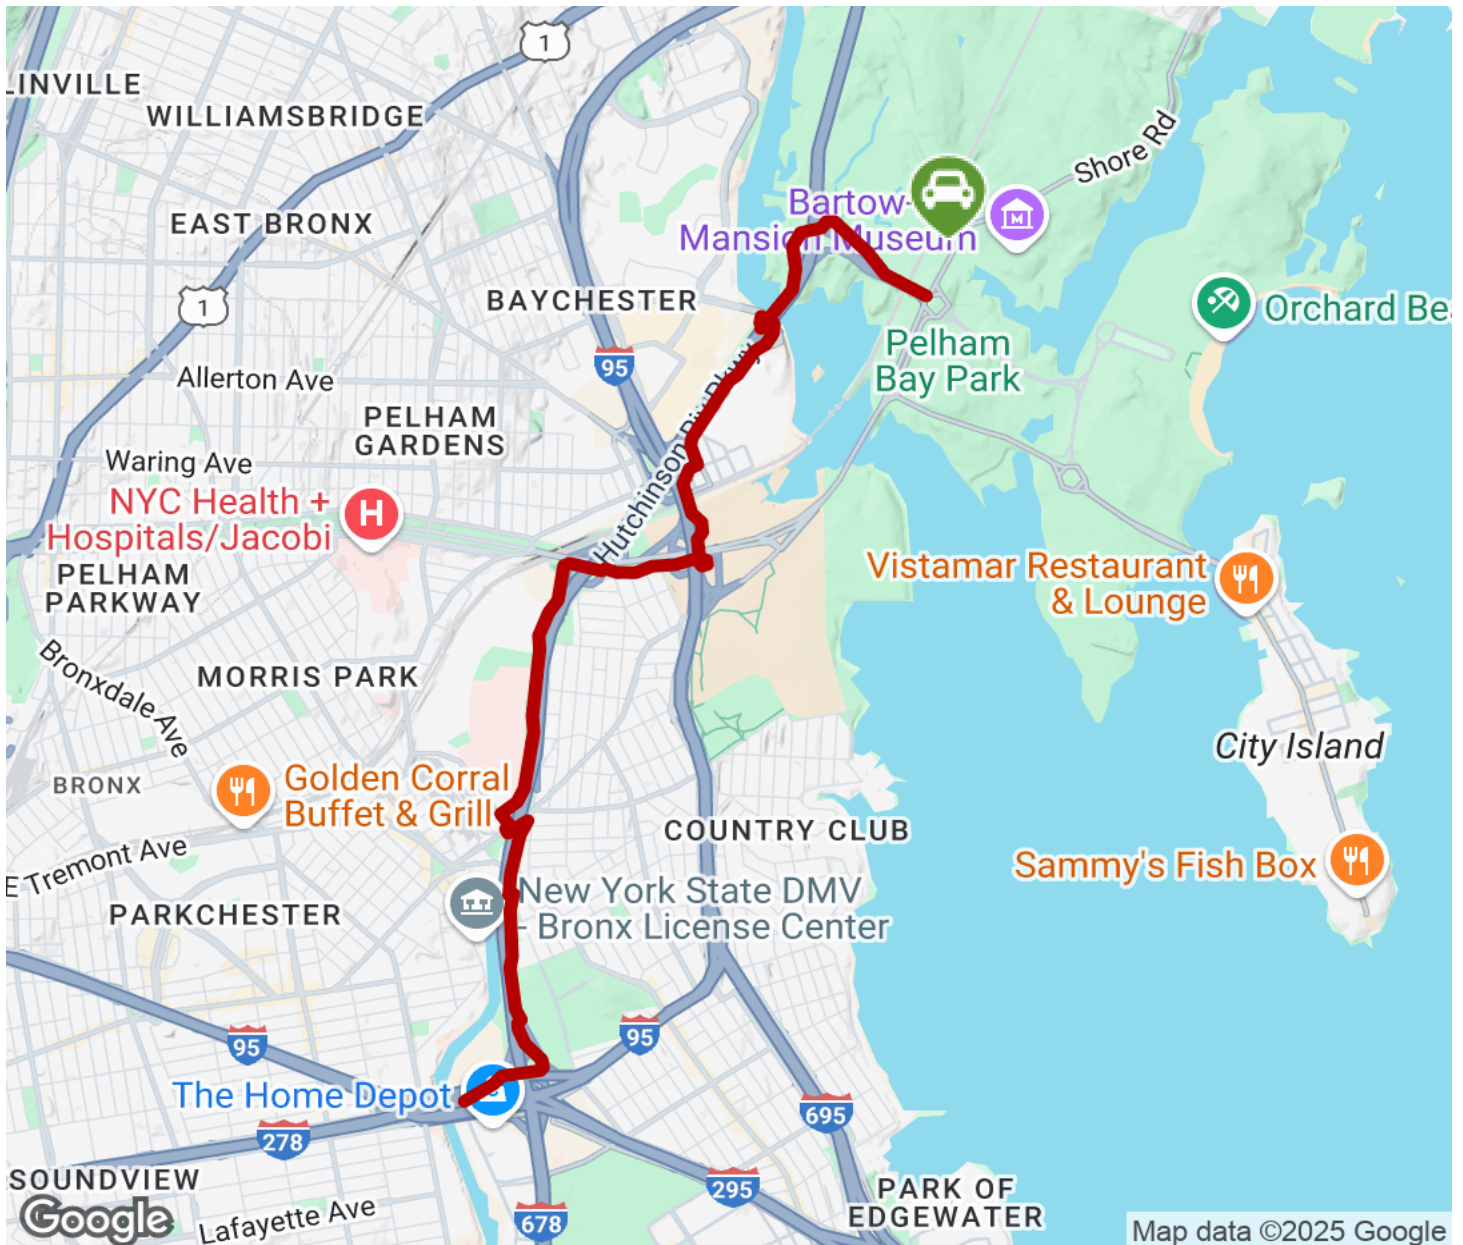 1
LINVILLE
WILLIAMSBRIDGE
Shore Rd
Bartow-
Mansion Museum
M
EAST BRONX
1
BAYCHESTER
Orchard Bea
Pelham
Bay Park
95
Allerton Ave
PELHAM
GARDENS
Waring Ave
Hutchinson Riv Pkwy
NYC Health +
Hospitals/Jacobi
H
PELHAM
PARKWAY
Vistamar Restaurant
& Lounge
MORRIS PARK
Bronxdale Ave
City Island
BRONX
Golden Corral
Buffet & Grill
COUNTRY CLUB
E Tremont Ave
Sammy's Fish Box
New York State DMV
- Bronx License Center
PARKCHESTER
95
95
The Home Depot
278
695
SOUNDVIEW
295
PARK OF
EDGEWATER
Google
Lafayette Ave
678
Map data ©2025 Google